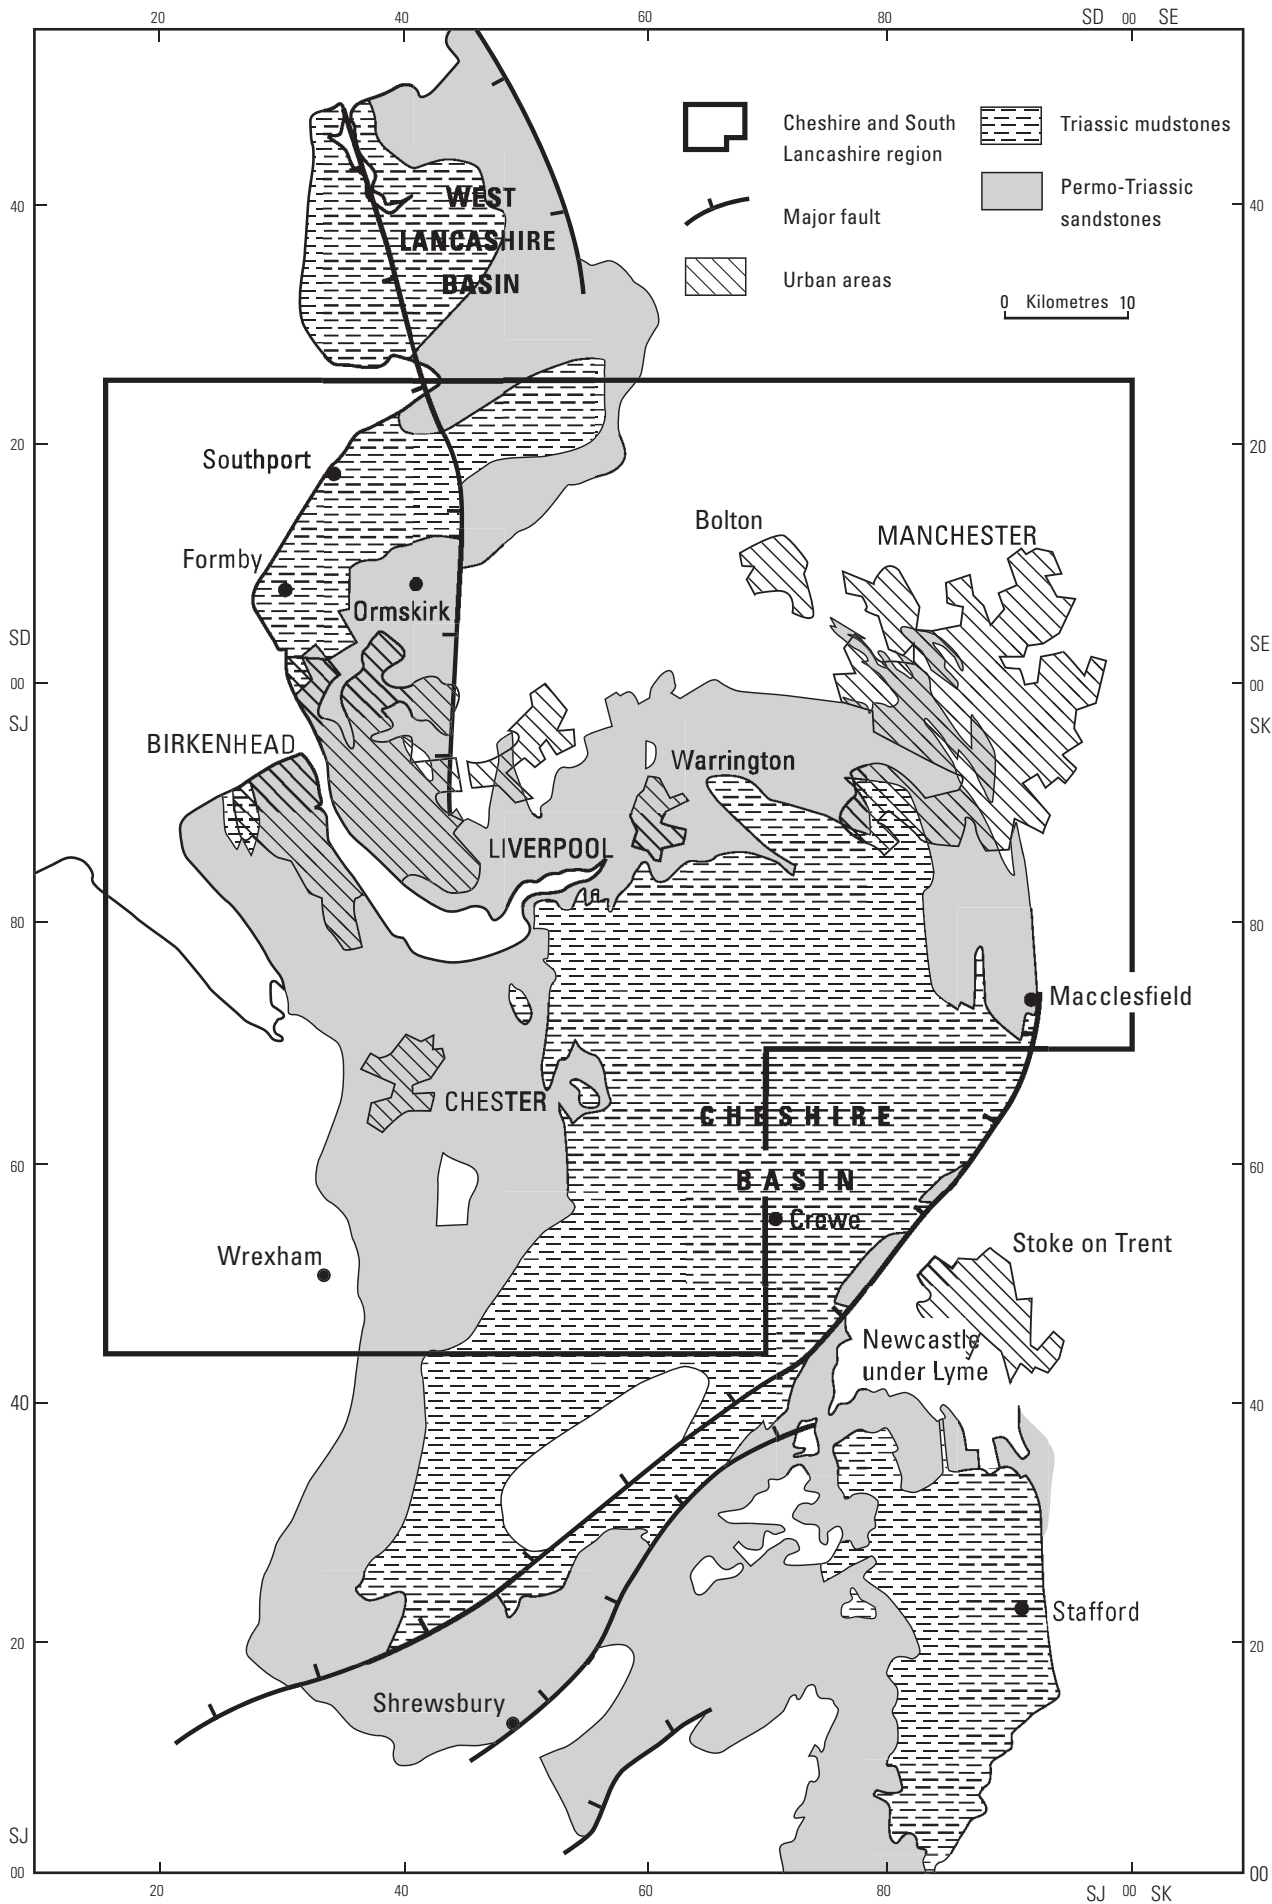 20 40 60 80 SD 00 SE
Cheshire and South
Lancashire region
Triassic mudstones
Permo-Triassic
sandstones
Major fault
Urban areas
0 Kilometres 10
40
40
WEST
LANCASHIRE
BASIN
20
20
Southport
Bolton
MANCHESTER
Formby
Ormskirk
SD
00
SJ
SE
00
SK
BIRKENHEAD
Warrington
LIVERPOOL
80
80
Macclesfield
CHESTER
CHESHIRE
BASIN
60
60
Crewe
Stoke on Trent
Wrexham
Newcastle
under Lyme
40
40
Stafford
20
20
Shrewsbury
SJ
00
00
20 40 60 80 00
SJ SK